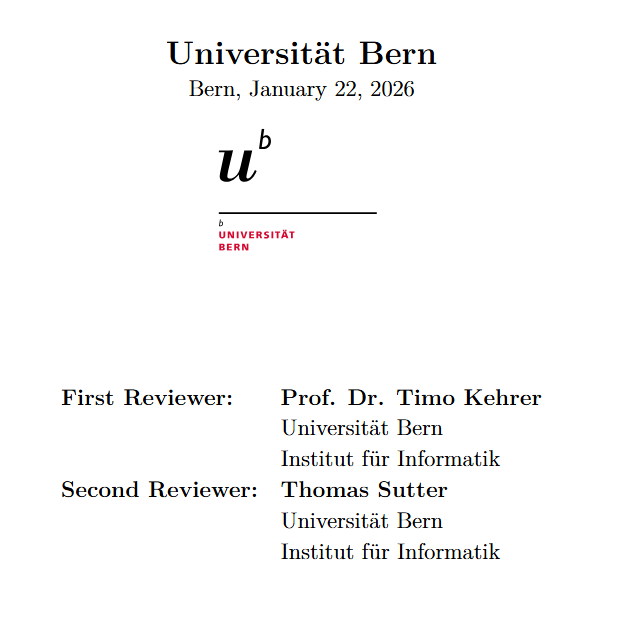 Universität Bern
Bern, January 22, 2026
u b
b
UNIVERSITÄT
BERN
First Reviewer: Prof. Dr. Timo Kehrer
Universität Bern
Institut für Informatik
Second Reviewer: Thomas Sutter
Universität Bern
Institut für Informatik